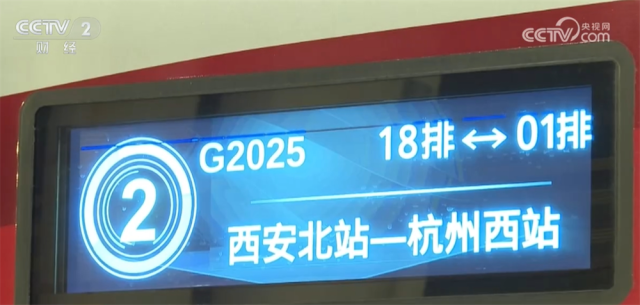 CCTV 2
财经
CCTV 央视网
com
2
G2025
18排↔01排
西安北站—杭州西站